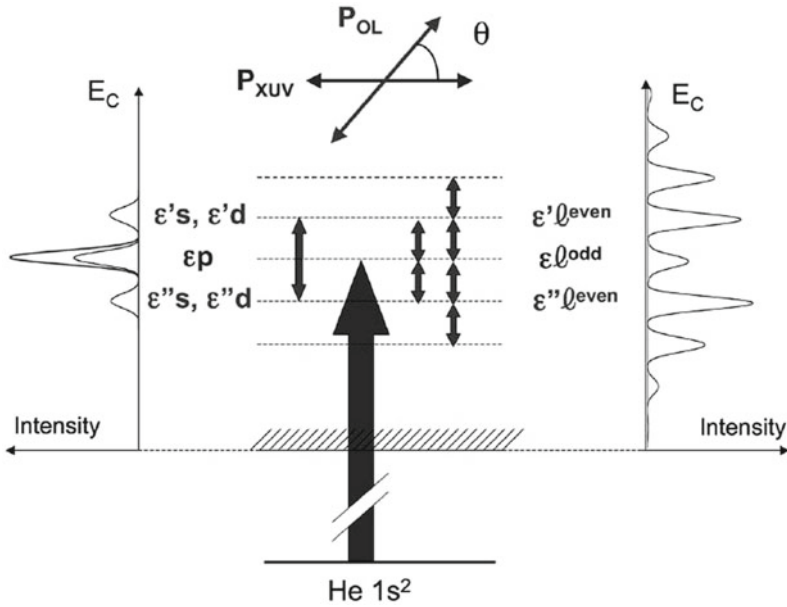 P_OL
θ
P_XUV
E_C
E_C
ε's, ε'd
ε'ℓ^even
εp
εℓ^odd
ε"s, ε"d
ε"ℓ^even
Intensity
Intensity
He 1s²